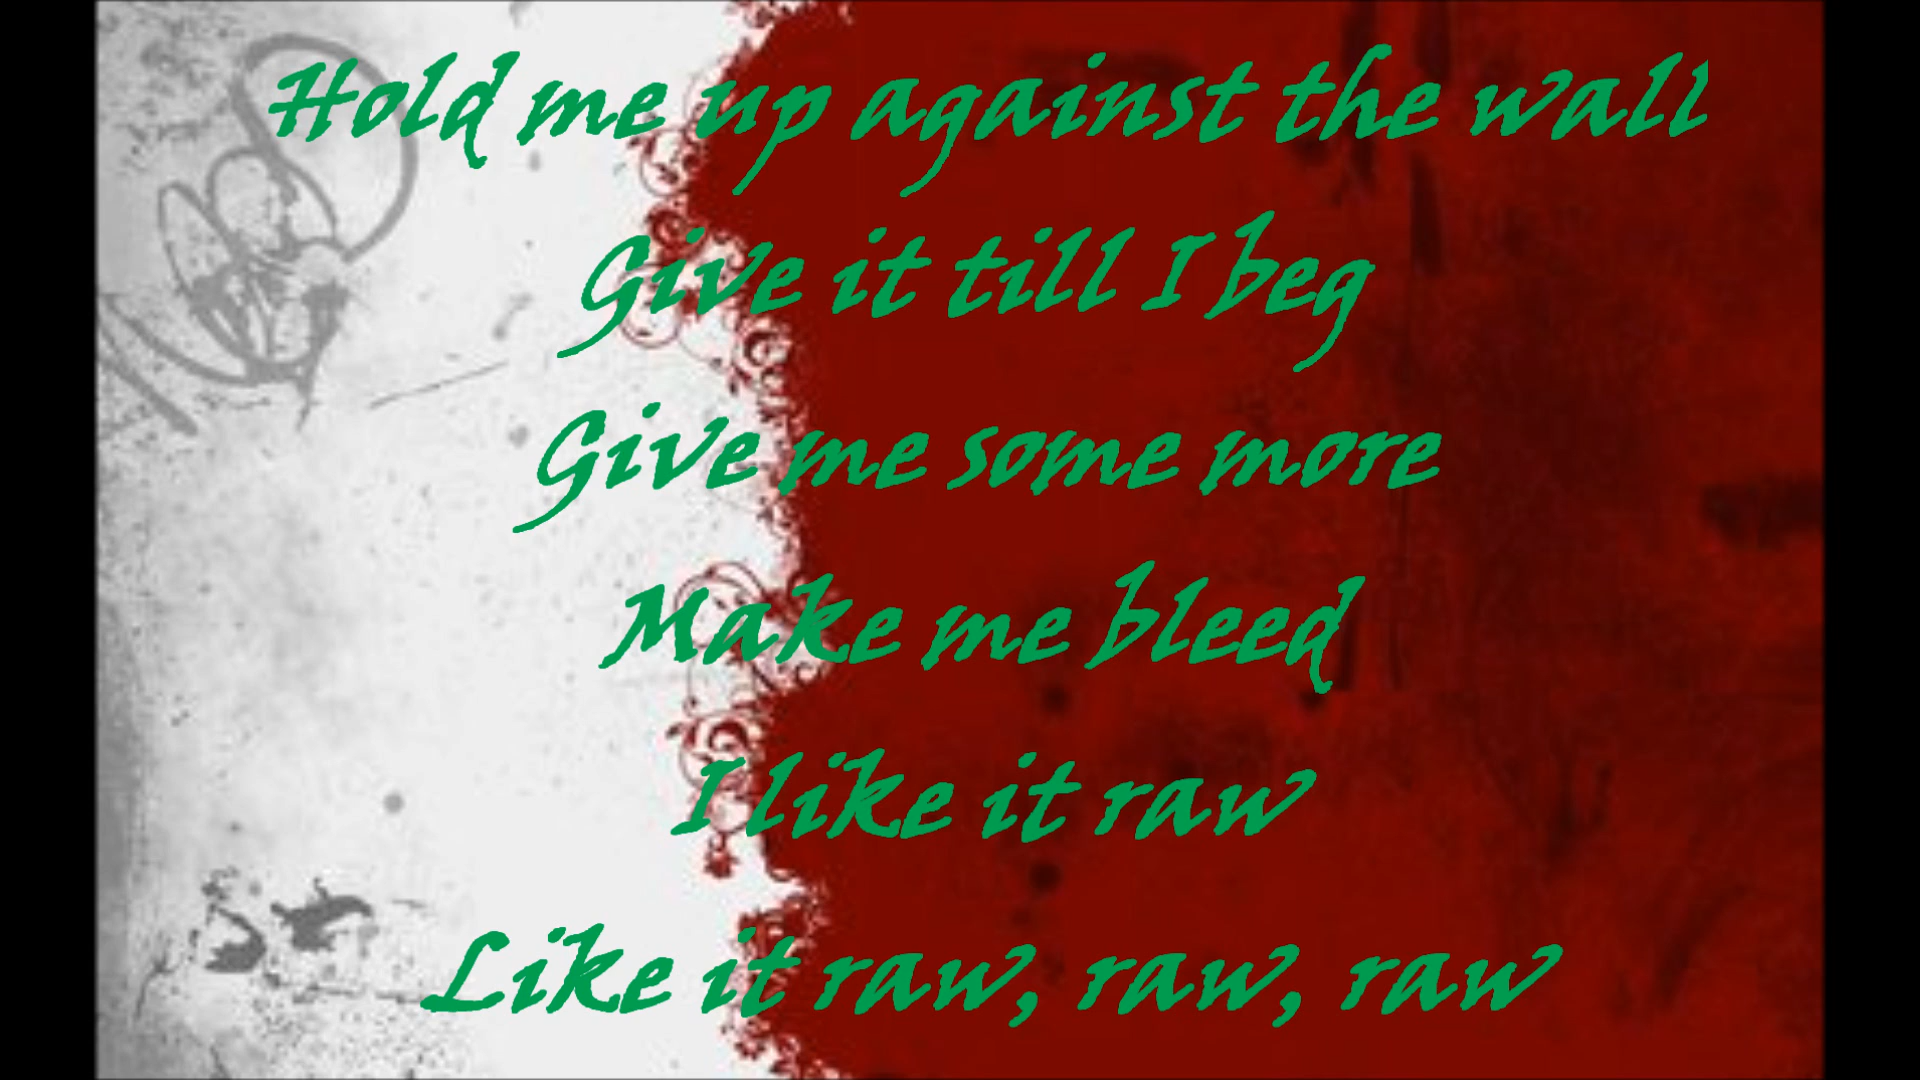 Hold me up against the wall
Give it till I beg
Give me some more
Make me bleed
I like it raw
Like it raw, raw, raw